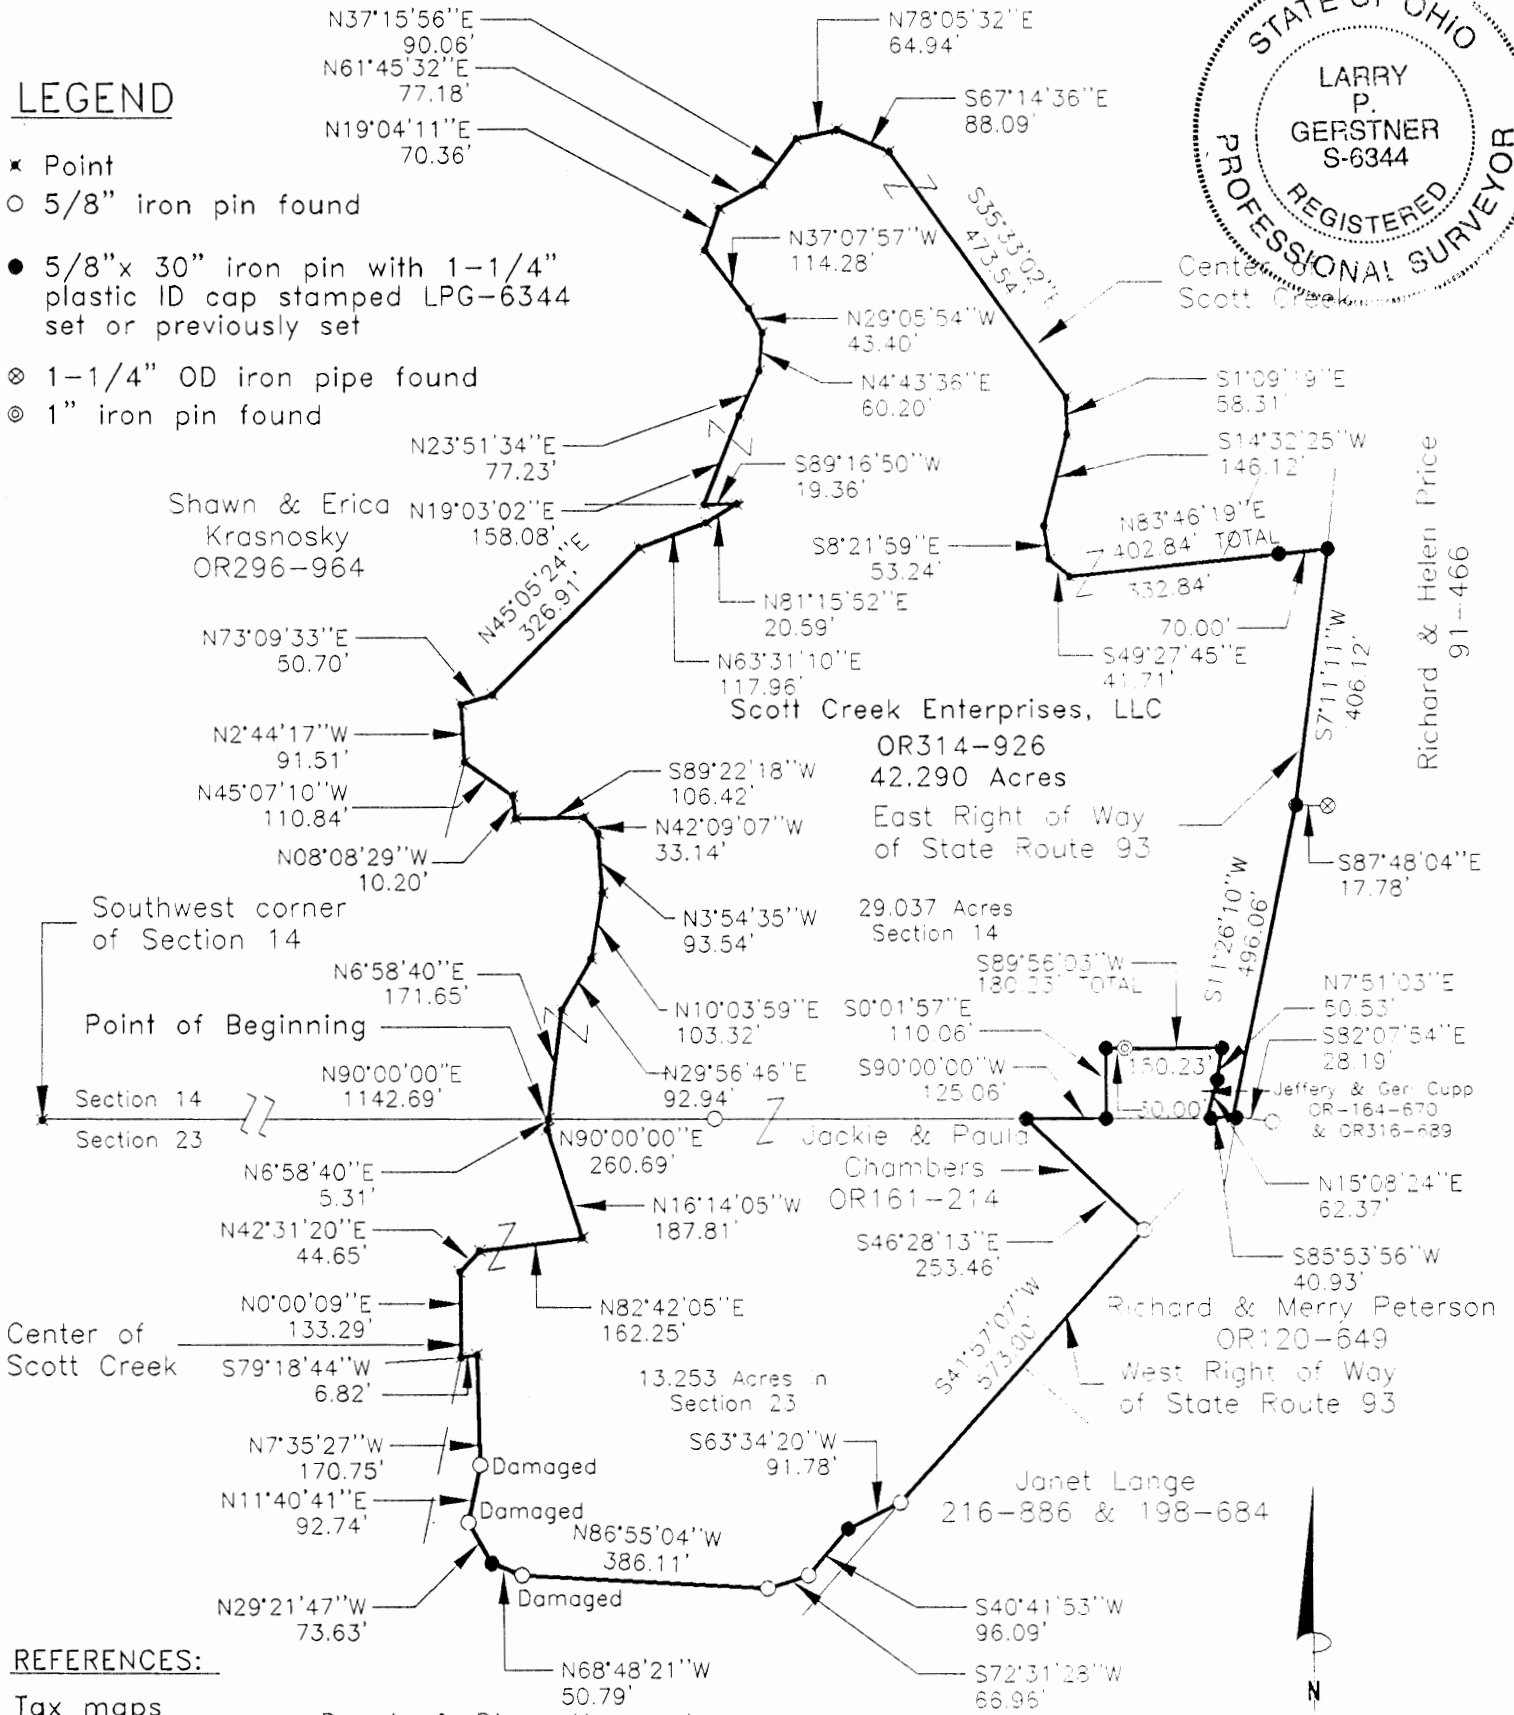 N37°15'56"E
90.06'
N78°05'32"E
64.94'
STATE OF OHIO
LARRY
P.
GERSTNER
S-6344
REGISTERED
PROFESSIONAL SURVEYOR
N61°45'32"E
77.18'
S67°14'36"E
88.09'
LEGEND
N19°04'11"E
70.36'
Point
5/8" iron pin found
5/8"x 30" iron pin with 1-1/4"
plastic ID cap stamped LPG-6344
set or previously set
1-1/4" OD iron pipe found
1" iron pin found
N37°07'57"W
114.28'
S35°33'02"E
473.54'
Center of
Scott Creek
N29°05'54"W
43.40'
N4°43'36"E
60.20'
S1°09'19"E
58.31'
N23°51'34"E
77.23'
S89°16'50"W
19.36'
S14°32'25"W
146.12'
Shawn & Erica
Krasnosky
OR296-964
N19°03'02"E
158.08'
N83°46'19"E
402.84' TOTAL
332.84'
70.00'
Richard & Helen Price
91-466
S8°21'59"E
53.24'
N45°05'24"E
326.91'
N81°15'52"E
20.59'
N73°09'33"E
50.70'
N63°31'10"E
117.96'
S49°27'45"E
41.71'
S7°11'11"W
406.12'
Scott Creek Enterprises, LLC
OR314-926
42.290 Acres
N2°44'17"W
91.51'
S89°22'18"W
106.42'
N45°07'10"W
110.84'
East Right of Way
of State Route 93
N42°09'07"W
33.14'
N08°08'29"W
10.20'
S87°48'04"E
17.78'
Southwest corner
of Section 14
N3°54'35"W
93.54'
29.037 Acres
Section 14
S11°26'10"W
496.06'
N6°58'40"E
171.65'
S89°56'03"W
180.23' TOTAL
N7°51'03"E
50.53'
N10°03'59"E
103.32'
S0°01'57"E
110.06'
Point of Beginning
S82°07'54"E
28.19'
150.23'
30.00'
N90°00'00"E
1142.69'
N29°56'46"E
92.94'
S90°00'00"W
125.06'
Jeffery & Geri Cupp
OR-164-670
& OR316-689
Section 14
Section 23
N90°00'00"E
260.69'
Jackie & Paula
Chambers
OR161-214
N6°58'40"E
5.31'
N16°14'05"W
187.81'
N15°08'24"E
62.37'
N42°31'20"E
44.65'
S46°28'13"E
253.46'
S85°53'56"W
40.93'
N0°00'09"E
133.29'
N82°42'05"E
162.25'
Richard & Merry Peterson
OR120-649
Center of
Scott Creek
S79°18'44"W
6.82'
S41°57'07"W
573.00'
West Right of Way
of State Route 93
13.253 Acres in
Section 23
N7°35'27"W
170.75'
Damaged
S63°34'20"W
91.78'
N11°40'41"E
92.74'
Damaged
Janet Lange
216-886 & 198-684
N86°55'04"W
386.11'
Damaged
N29°21'47"W
73.63'
S40°41'53"W
96.09'
N68°48'21"W
50.79'
S72°31'28"W
66.96'
N
REFERENCES:
Tax maps